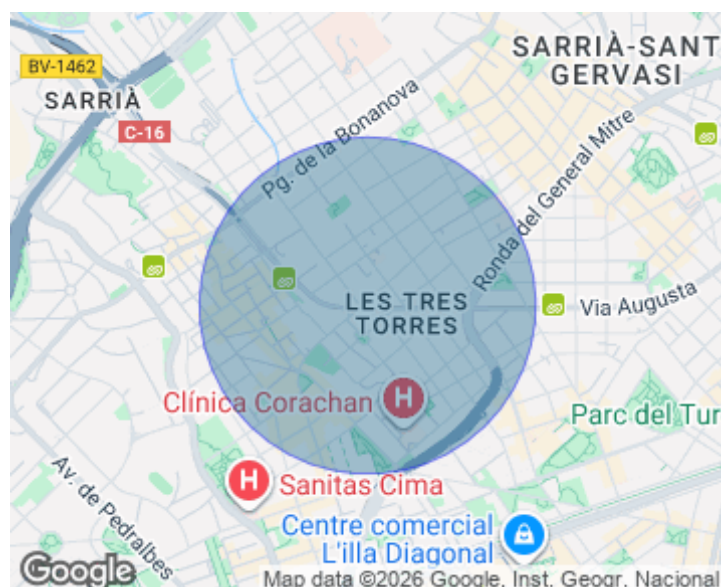 SARRIÀ-SANT
GERVASI
BV-1462
SARRIÀ
C-16
Pg. de la Bonanova
Ronda del General Mitre
LES TRES
TORRES
Via Augusta
Clínica Corachan
H
Parc del Tur
H
Sanitas Cima
Av. de Pedralbes
Centre comercial
L'illa Diagonal
Google
Map data ©2026 Google, Inst. Geogr. Nacional